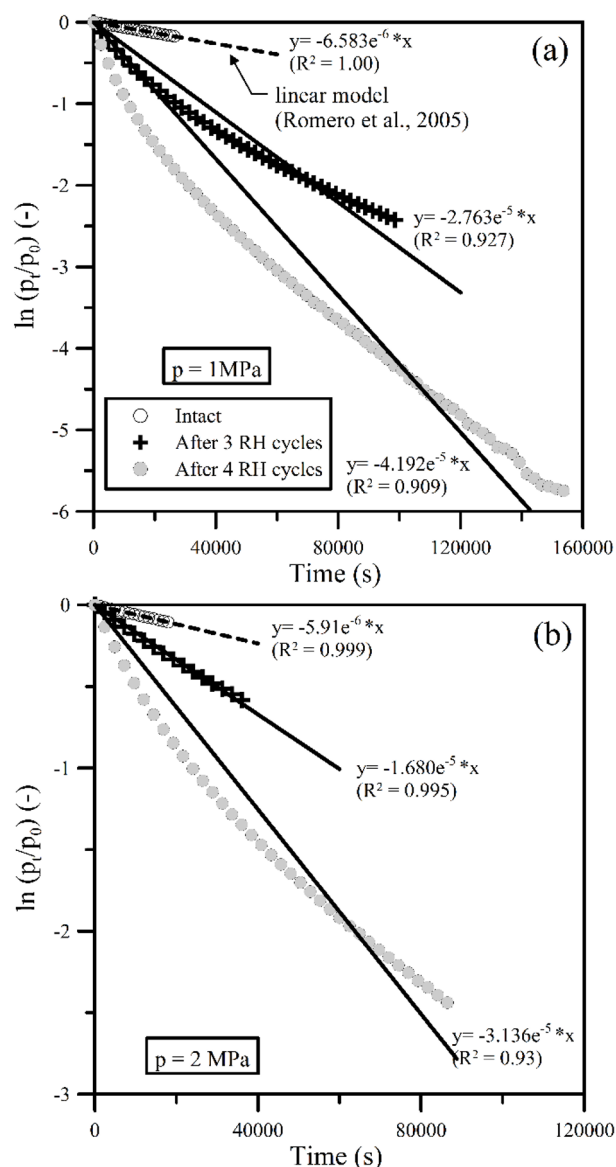 0
-1
-2
-3
-4
-5
-6
ln (pt/p0) (-)
y= -6.583e-6 *x
(R2 = 1.00)
(a)
linear model
(Romero et al., 2005)
y= -2.763e-5 *x
(R2 = 0.927)
p = 1MPa
Intact
After 3 RH cycles
After 4 RH cycles
y= -4.192e-5 *x
(R2 = 0.909)
0 40000 80000 120000 160000
Time (s)
0
-1
-2
-3
ln (pt/p0) (-)
(b)
y= -5.91e-6 *x
(R2 = 0.999)
y= -1.680e-5 *x
(R2 = 0.995)
y= -3.136e-5 *x
(R2 = 0.93)
p = 2 MPa
0 40000 80000 120000
Time (s)